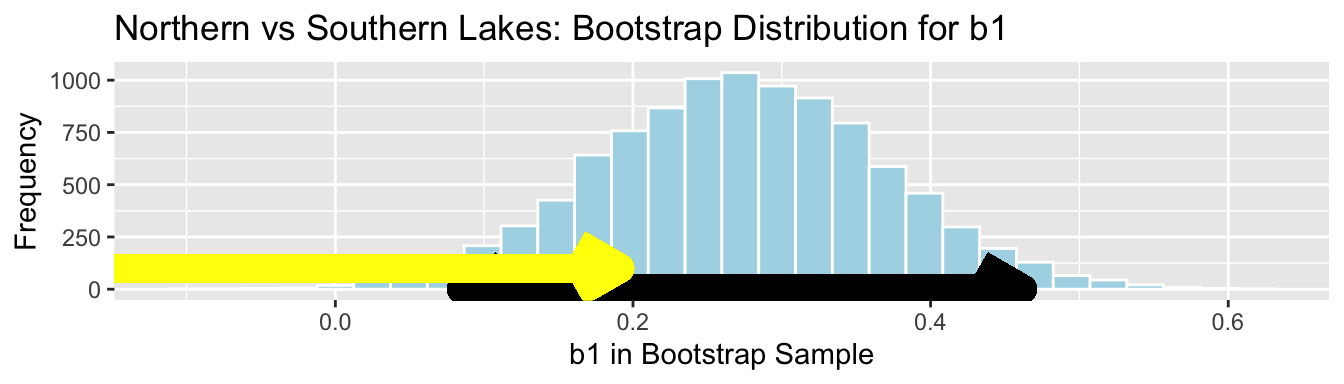 Northern vs Southern Lakes: Bootstrap Distribution for b1
Frequency
1000
750
500
250
0
0.0 0.2 0.4 0.6
b1 in Bootstrap Sample